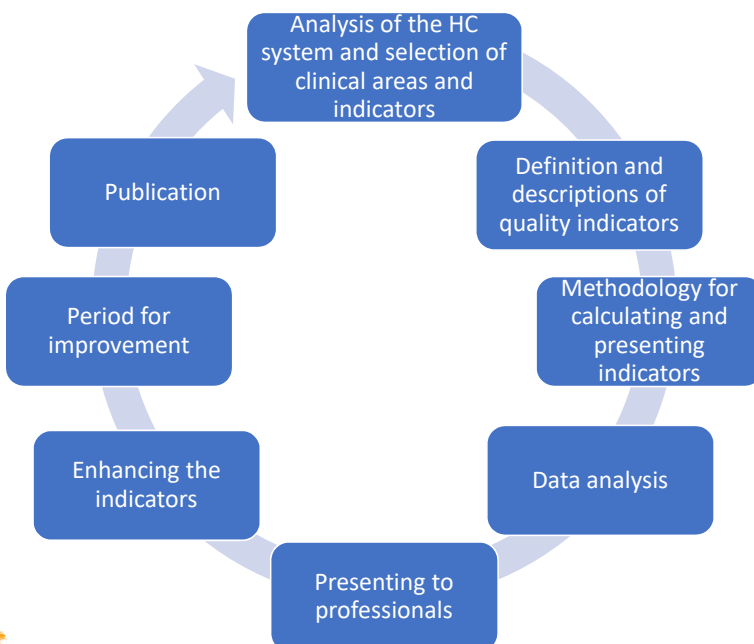 Analysis of the HC
system and selection of
clinical areas and
indicators
Definition and
descriptions of
quality indicators
Methodology for
calculating and
presenting
indicators
Data analysis
Presenting to
professionals
Enhancing the
indicators
Period for
improvement
Publication